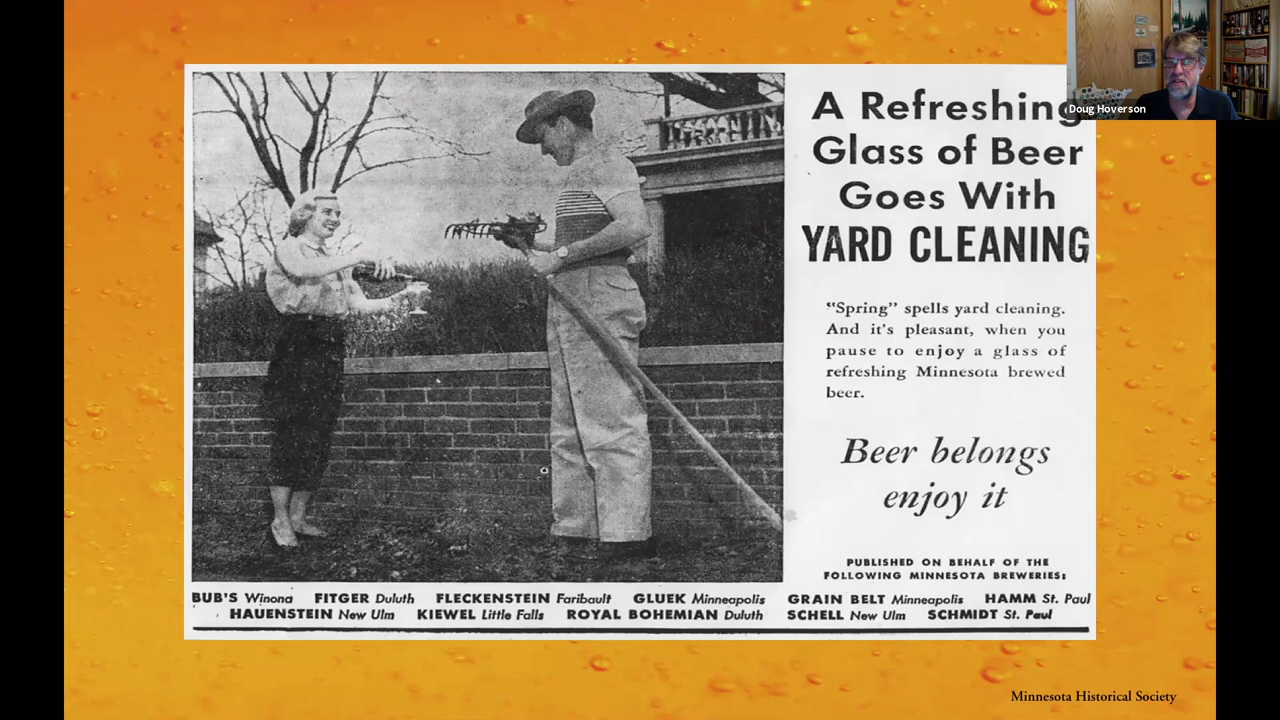 Doug Hoverson
A Refreshing
Glass of Beer
Goes With
YARD CLEANING
"Spring" spells yard cleaning.
And it's pleasant, when you
pause to enjoy a glass of
refreshing Minnesota brewed
beer.
Beer belongs
enjoy it
PUBLISHED ON BEHALF OF THE
FOLLOWING MINNESOTA BREWERIES:
BUB'S Winona FITGER Duluth FLECKENSTEIN Faribault GLUEK Minneapolis GRAIN BELT Minneapolis HAMM St. Paul
HAUENSTEIN New Ulm KIEWEL Little Falls ROYAL BOHEMIAN Duluth SCHELL New Ulm SCHMIDT St. Paul
Minnesota Historical Society